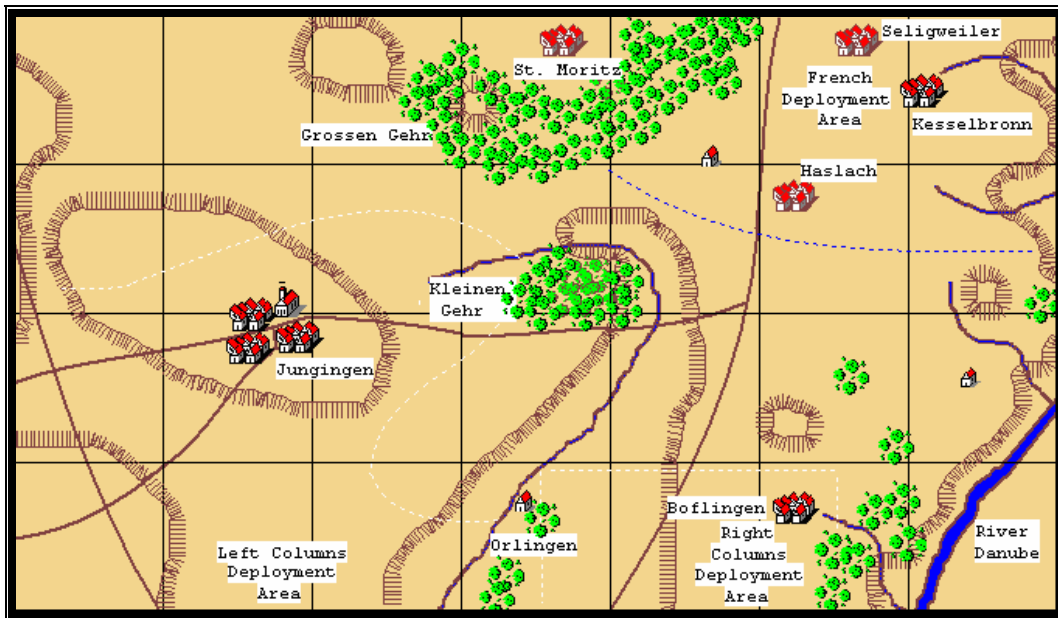 Seligweiler
St. Moritz
French
Deployment
Area
Kesselbronn
Grossen Gehr
Haslach
Kleinen
Gehr
Jungingen
Boflingen
Orlingen
Left Columns
Deployment
Area
Right
Columns
Deployment
Area
River
Danube